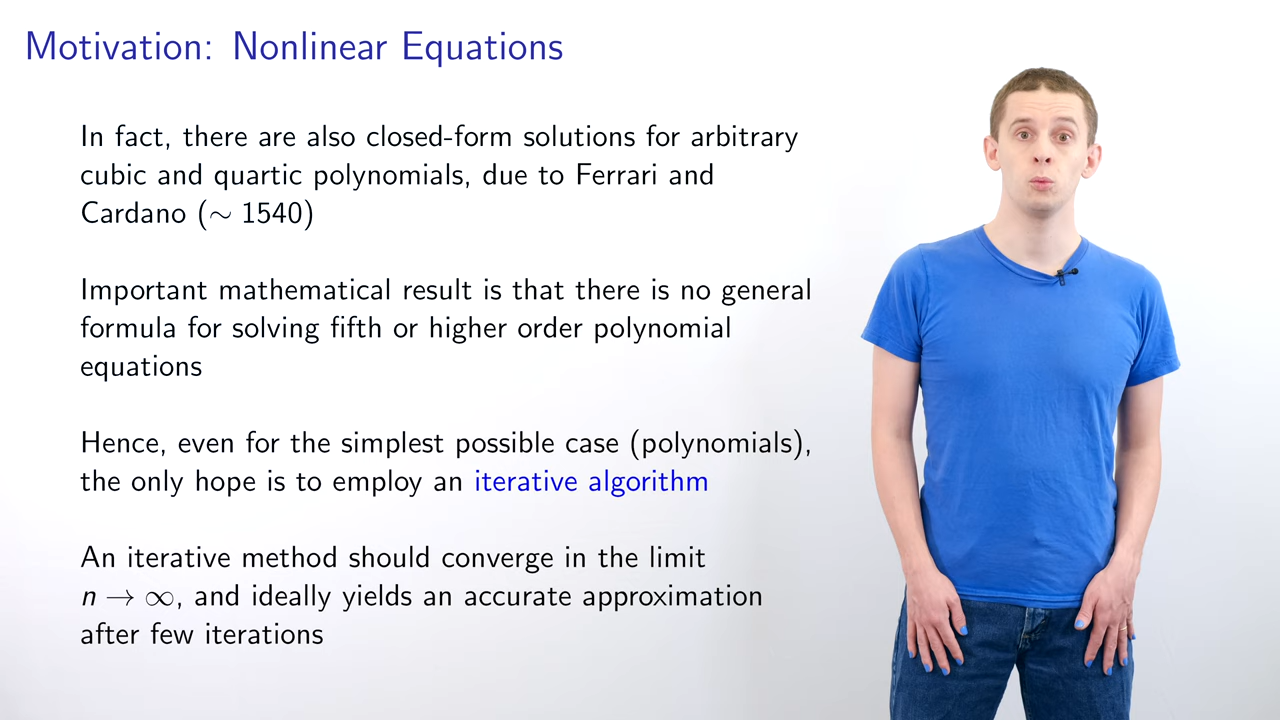 Motivation: Nonlinear Equations
In fact, there are also closed-form solutions for arbitrary
cubic and quartic polynomials, due to Ferrari and
Cardano (∼ 1540)
Important mathematical result is that there is no general
formula for solving fifth or higher order polynomial
equations
Hence, even for the simplest possible case (polynomials),
the only hope is to employ an iterative algorithm
An iterative method should converge in the limit
n → ∞, and ideally yields an accurate approximation
after few iterations